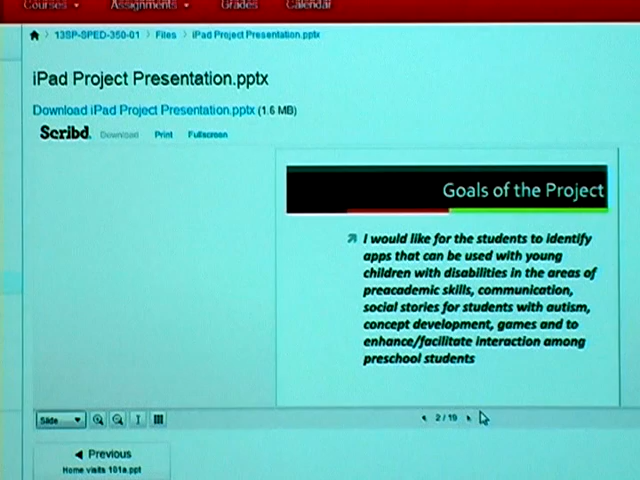 Courses Assignments Grades Calendar
13SP-SPED-350-01 Files iPad Project Presentation.pptx
iPad Project Presentation.pptx
Download iPad Project Presentation.pptx (1.6 MB)
Scribd. Download Print Fullscreen
Goals of the Project
I would like for the students to identify
apps that can be used with young
children with disabilities in the areas of
preacademic skills, communication,
social stories for students with autism,
concept development, games and to
enhance/facilitate interaction among
preschool students
Slide 2 / 19
Previous
Home visits 101a.ppt